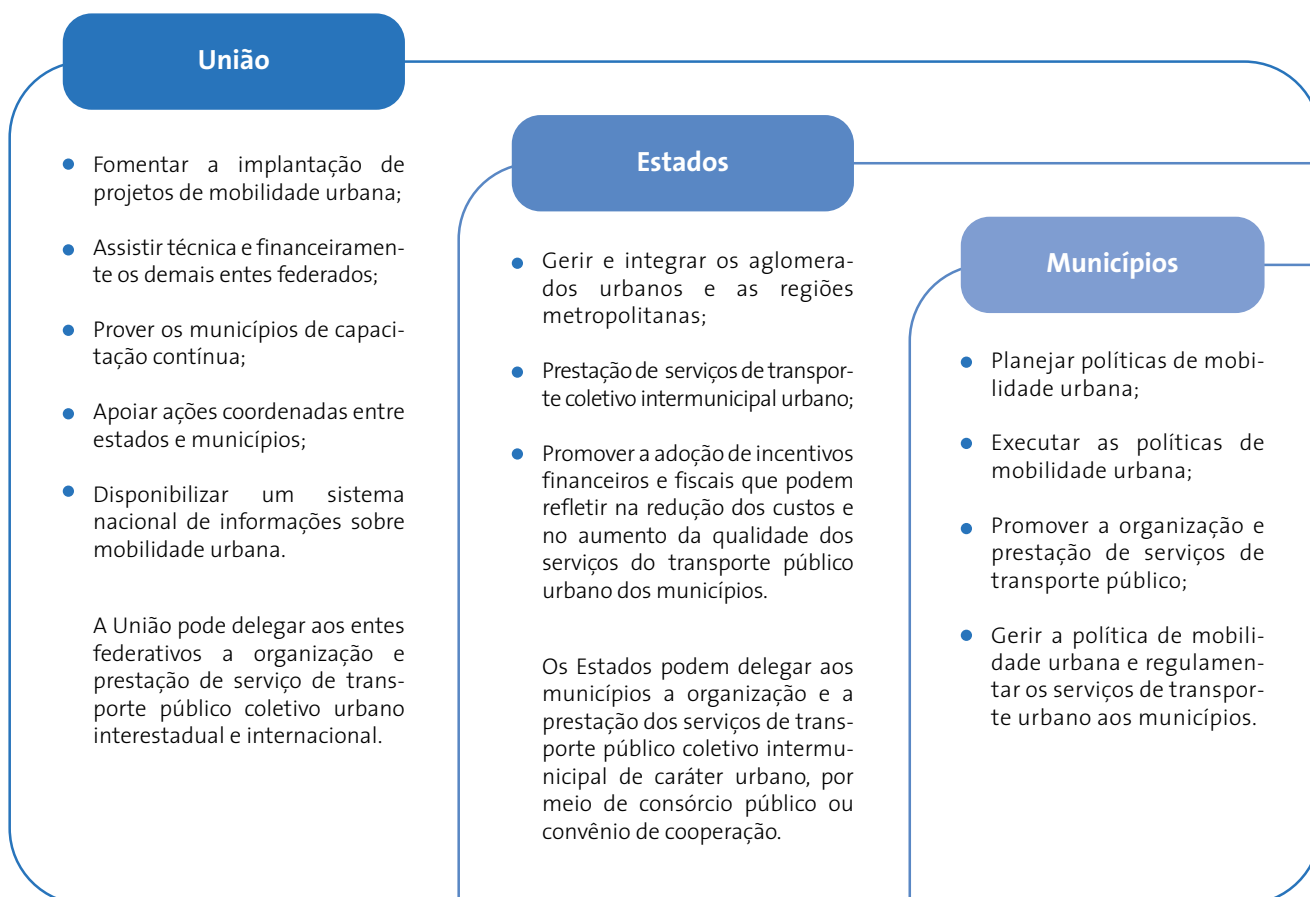 União
Fomentar a implantação de
projetos de mobilidade urbana;
Assistir técnica e financeiramen-
te os demais entes federados;
Prover os municípios de capaci-
tação contínua;
Apoiar ações coordenadas entre
estados e municípios;
Disponibilizar um sistema
nacional de informações sobre
mobilidade urbana.
A União pode delegar aos entes
federativos a organização e
prestação de serviço de trans-
porte público coletivo urbano
interestadual e internacional.
Estados
Gerir e integrar os aglomera-
dos urbanos e as regiões
metropolitanas;
Prestação de serviços de transpor-
te coletivo intermunicipal urbano;
Promover a adoção de incentivos
financeiros e fiscais que podem
refletir na redução dos custos e
no aumento da qualidade dos
serviços do transporte público
urbano dos municípios.
Os Estados podem delegar aos
municípios a organização e a
prestação dos serviços de trans-
porte público coletivo intermu-
nicipal de caráter urbano, por
meio de consórcio público ou
convênio de cooperação.
Municípios
Planejar políticas de mobi-
lidade urbana;
Executar as políticas de
mobilidade urbana;
Promover a organização e
prestação de serviços de
transporte público;
Gerir a política de mobili-
dade urbana e regulamen-
tar os serviços de transpor-
te urbano aos municípios.